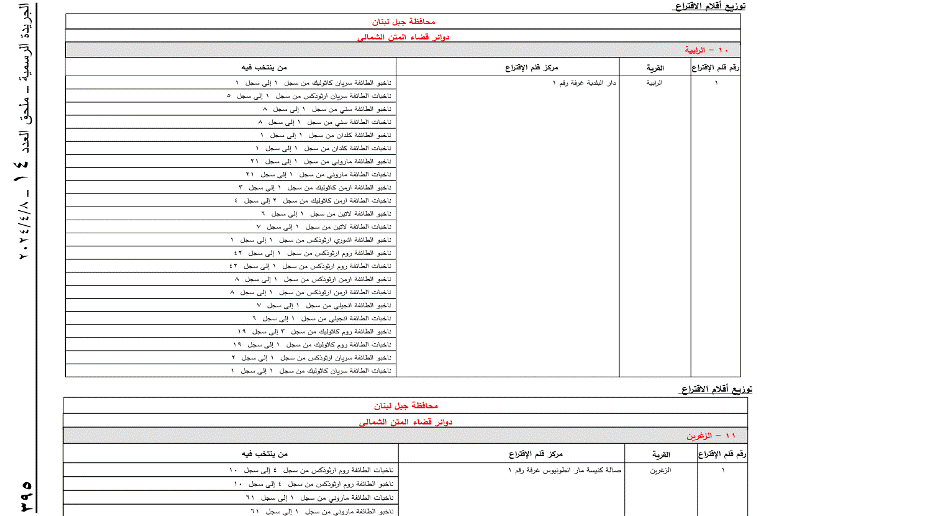 الجريدة الرسمية – ملحق العدد ١٤ – ٢٠٢٤/٤/٨
توزيع أقلام الاقتراع
محافظة جبل لبنان
دوائر قضاء المتن الشمالي
١٠ - الرابية
رقم قلم الإقتراع القرية مركز قلم الإقتراع من ينتخب فيه
١ الرابية دار البلدية غرفة رقم ١ ناخبو الطائفة سريان كاثوليك من سجل ١ إلى سجل ١
ناخبات الطائفة سريان ارثوذكس من سجل ١ إلى سجل ٥
ناخبو الطائفة سني من سجل ١ إلى سجل ٨
ناخبات الطائفة سني من سجل ١ إلى سجل ٨
ناخبو الطائفة كلدان من سجل ١ إلى سجل ١
ناخبات الطائفة كلدان من سجل ١ إلى سجل ١
ناخبو الطائفة ماروني من سجل ١ إلى سجل ٢١
ناخبات الطائفة ماروني من سجل ١ إلى سجل ٢١
ناخبو الطائفة ارمن كاثوليك من سجل ١ إلى سجل ٣
ناخبات الطائفة ارمن كاثوليك من سجل ٢ إلى سجل ٤
ناخبو الطائفة لاتين من سجل ١ إلى سجل ٦
ناخبات الطائفة لاتين من سجل ١ إلى سجل ٧
ناخبو الطائفة اشوري ارثوذكس من سجل ١ إلى سجل ١
ناخبو الطائفة روم ارثوذكس من سجل ١ إلى سجل ٤٢
ناخبات الطائفة روم ارثوذكس من سجل ١ إلى سجل ٤٢
ناخبو الطائفة ارمن ارثوذكس من سجل ١ إلى سجل ٨
ناخبات الطائفة ارمن ارثوذكس من سجل ١ إلى سجل ٨
ناخبو الطائفة انجيلي من سجل ١ إلى سجل ٧
ناخبات الطائفة انجيلي من سجل ١ إلى سجل ٦
ناخبو الطائفة روم كاثوليك من سجل ٣ إلى سجل ١٩
ناخبات الطائفة روم كاثوليك من سجل ١ إلى سجل ١٩
ناخبو الطائفة سريان ارثوذكس من سجل ١ إلى سجل ٢
ناخبات الطائفة سريان كاثوليك من سجل ١ إلى سجل ١
توزيع أقلام الاقتراع
محافظة جبل لبنان
دوائر قضاء المتن الشمالي
١١ - الزغرين
رقم قلم الإقتراع القرية مركز قلم الإقتراع من ينتخب فيه
١ الزغرين صالة كنيسة مار انطونيوس غرفة رقم ١ ناخبات الطائفة روم ارثوذكس من سجل ٤ إلى سجل ١٠
ناخبو الطائفة روم ارثوذكس من سجل ٤ إلى سجل ١٠
ناخبات الطائفة ماروني من سجل ١ إلى سجل ٦١
ناخبو الطائفة ماروني من سجل ١ إلى سجل ٦١
٣٩٥